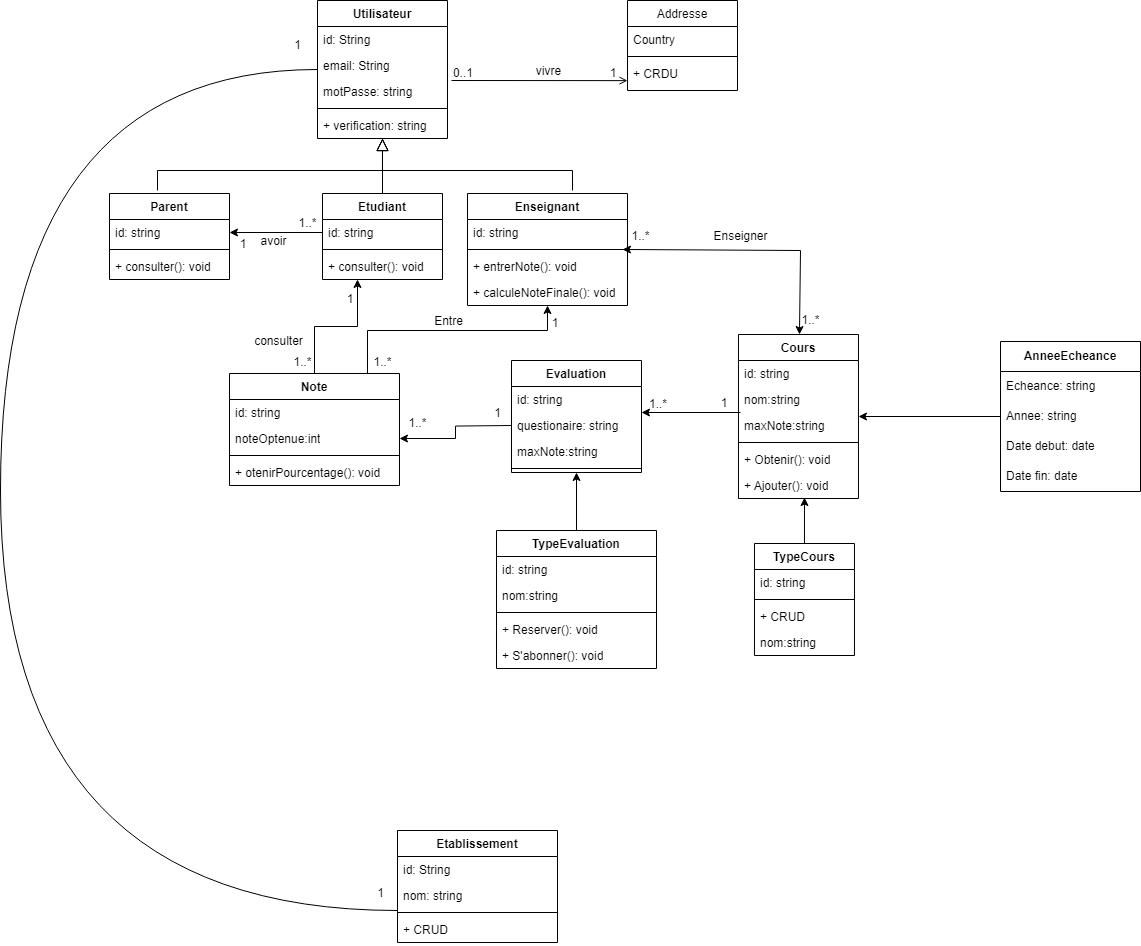 Utilisateur
id: String
email: String
motPasse: string
+ verification: string
Addresse
Country
+ CRDU
1
0..1
vivre
1
Parent
id: string
+ consulter(): void
1..*
1
avoir
Etudiant
id: string
+ consulter(): void
Enseignant
id: string
+ entrerNote(): void
+ calculeNoteFinale(): void
1..*
Enseigner
1..*
1
consulter
1..*
Entre
1
1..*
Note
id: string
noteOptenue:int
+ otenirPourcentage(): void
1..*
1
Evaluation
id: string
questionaire: string
maxNote:string
1..*
1
Cours
id: string
nom:string
maxNote:string
+ Obtenir(): void
+ Ajouter(): void
AnneeEcheance
Echeance: string
Annee: string
Date debut: date
Date fin: date
TypeEvaluation
id: string
nom:string
+ Reserver(): void
+ S'abonner(): void
TypeCours
id: string
+ CRUD
nom:string
1
Etablissement
id: String
nom: string
+ CRUD